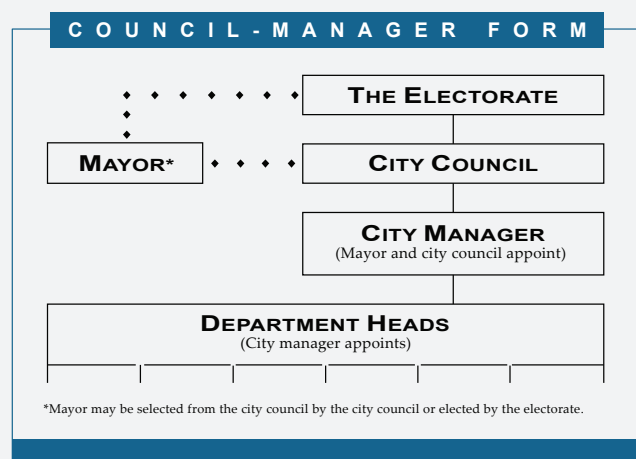 COUNCIL-MANAGER FORM
THE ELECTORATE
MAYOR*
CITY COUNCIL
CITY MANAGER
(Mayor and city council appoint)
DEPARTMENT HEADS
(City manager appoints)
*Mayor may be selected from the city council by the city council or elected by the electorate.